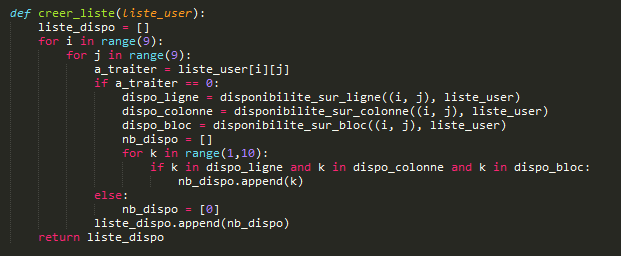 def creer_liste(liste_user):
    liste_dispo = []
    for i in range(9):
        for j in range(9):
            a_traiter = liste_user[i][j]
            if a_traiter == 0:
                dispo_ligne = disponibilite_sur_ligne((i, j), liste_user)
                dispo_colonne = disponibilite_sur_colonne((i, j), liste_user)
                dispo_bloc = disponibilite_sur_bloc((i, j), liste_user)
                nb_dispo = []
                for k in range(1,10):
                    if k in dispo_ligne and k in dispo_colonne and k in dispo_bloc:
                        nb_dispo.append(k)
            else:
                nb_dispo = [0]
            liste_dispo.append(nb_dispo)
    return liste_dispo